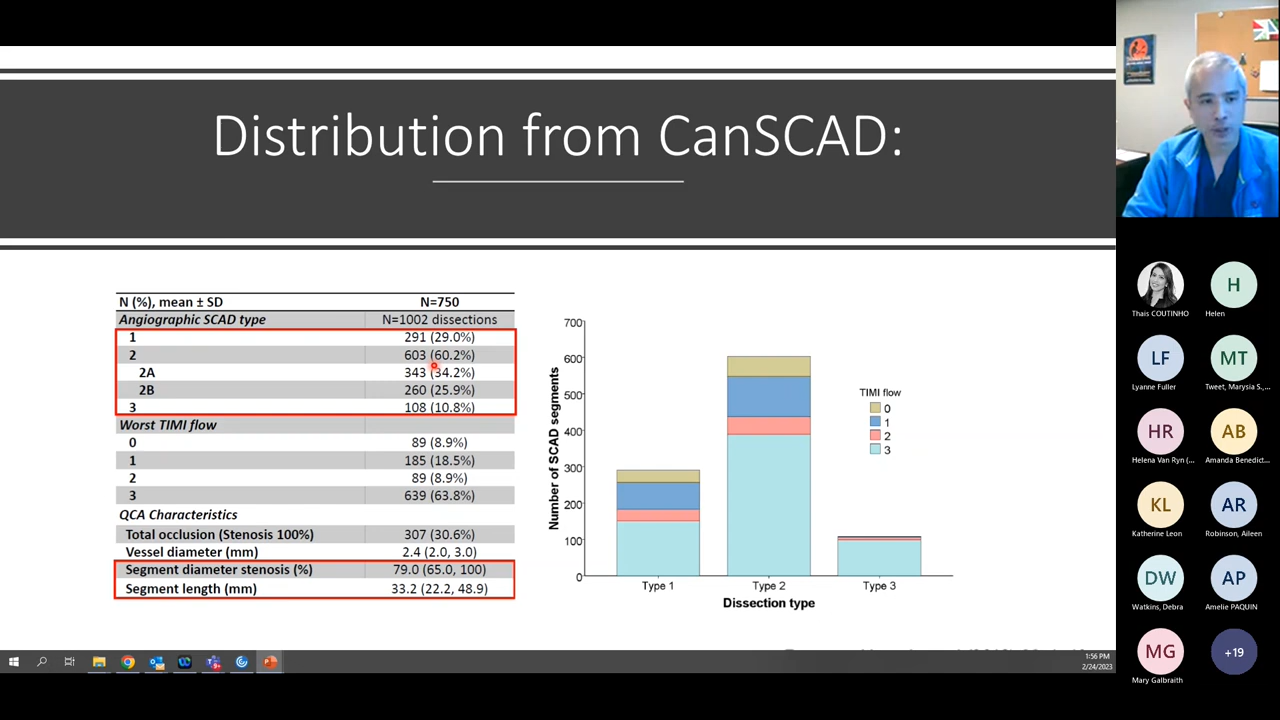 Distribution from CanSCAD:
N (%), mean ± SD N=750
Angiographic SCAD type N=1002 dissections
1 291 (29.0%)
2 603 (60.2%)
2A 343 (34.2%)
2B 260 (25.9%)
3 108 (10.8%)
Worst TIMI flow
0 89 (8.9%)
1 185 (18.5%)
2 89 (8.9%)
3 639 (63.8%)
QCA Characteristics
Total occlusion (Stenosis 100%) 307 (30.6%)
Vessel diameter (mm) 2.4 (2.0, 3.0)
Segment diameter stenosis (%) 79.0 (65.0, 100)
Segment length (mm) 33.2 (22.2, 48.9)
Number of SCAD segments
700
600
500
400
300
200
100
0
Type 1 Type 2 Type 3
Dissection type
TIMI flow
0
1
2
3
1:56 PM
2/24/2023
Thais COUTINHO
H
Helen
LF
Lyanne Fuller
MT
Tweet, Marysia S.,...
HR
Helena Van Ryn (...
AB
Amanda Benedict...
KL
Katherine Leon
AR
Robinson, Aileen
DW
Watkins, Debra
AP
Amelie PAQUIN
MG
Mary Galbraith
+19